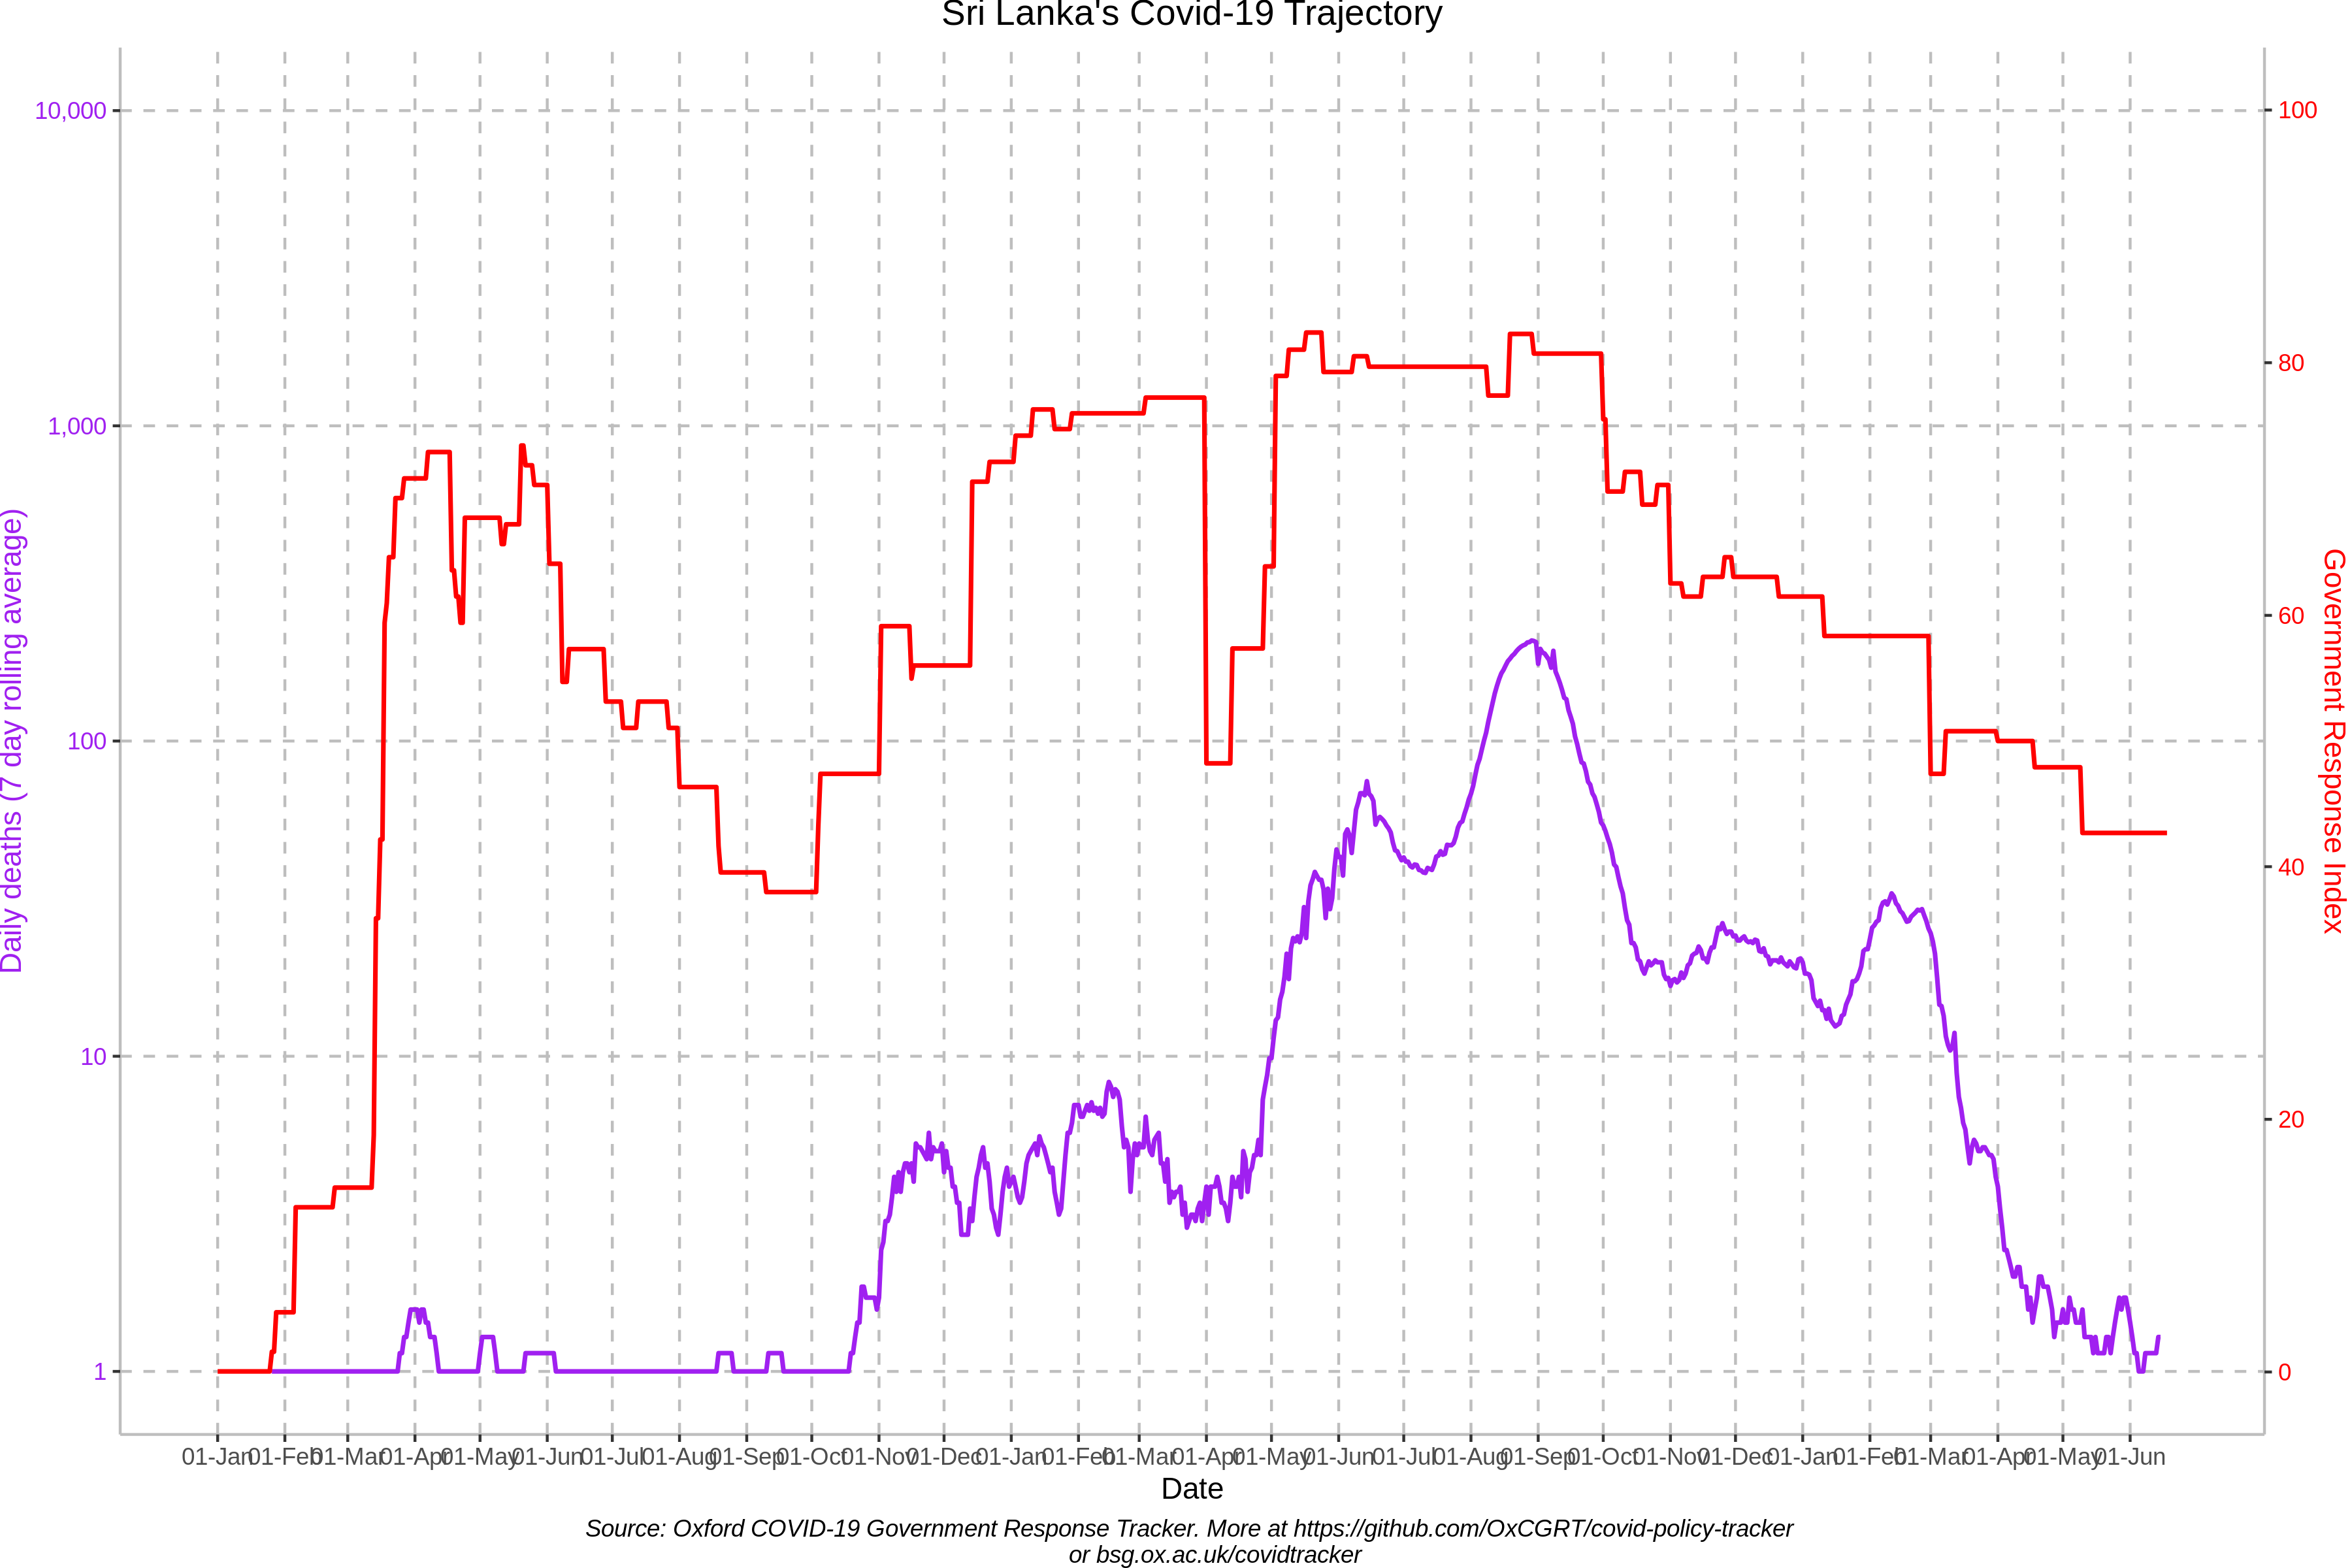 Sri Lanka's Covid-19 Trajectory
10,000
1,000
100
10
1
Daily deaths (7 day rolling average)
100
80
60
40
20
0
Government Response Index
01-Jan 01-Feb 01-Mar 01-Apr 01-May 01-Jun 01-Jul 01-Aug 01-Sep 01-Oct 01-Nov 01-Dec 01-Jan 01-Feb 01-Mar 01-Apr 01-May 01-Jun 01-Jul 01-Aug 01-Sep 01-Oct 01-Nov 01-Dec 01-Jan 01-Feb 01-Mar 01-Apr 01-May 01-Jun
Date
Source: Oxford COVID-19 Government Response Tracker. More at https://github.com/OxCGRT/covid-policy-tracker
or bsg.ox.ac.uk/covidtracker